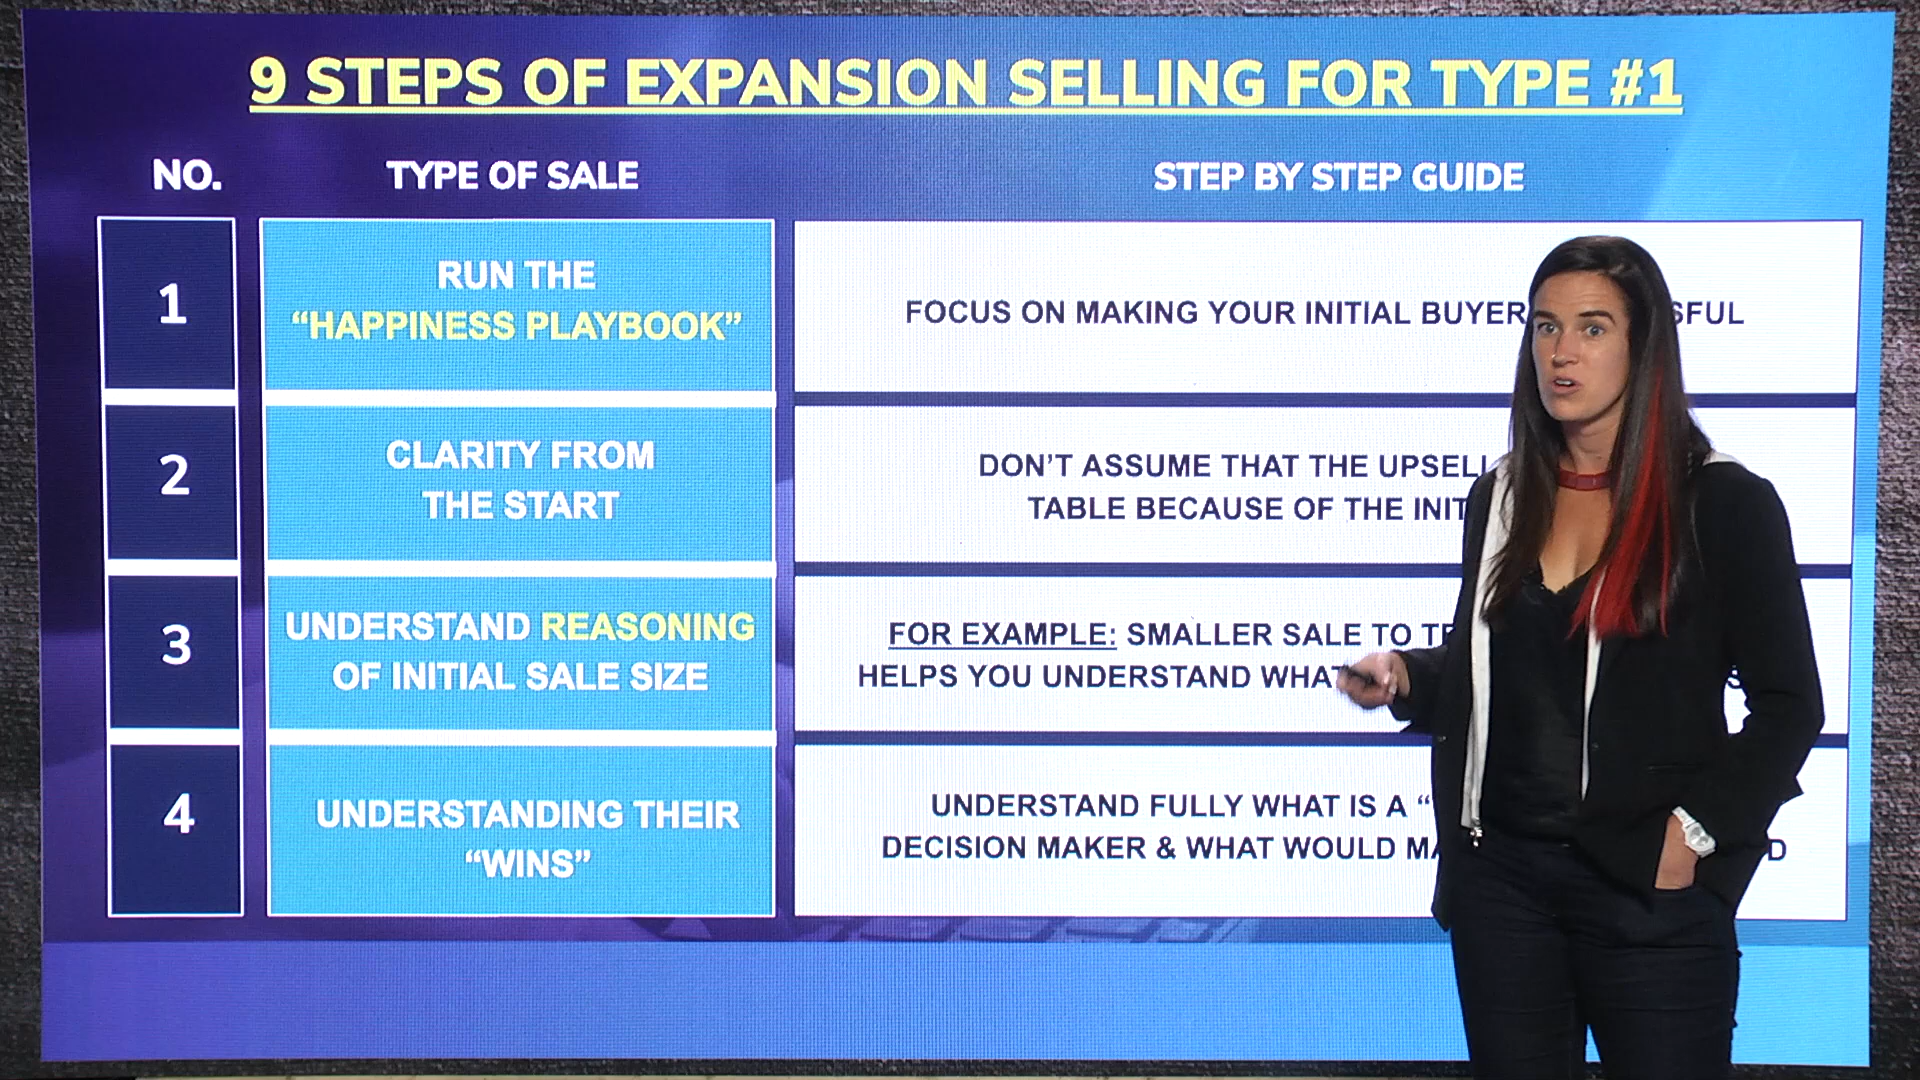 9 STEPS OF EXPANSION SELLING FOR TYPE #1
NO. TYPE OF SALE STEP BY STEP GUIDE
1
RUN THE
“HAPPINESS PLAYBOOK”
FOCUS ON MAKING YOUR INITIAL BUYER
2
CLARITY FROM
THE START
DON’T ASSUME THAT THE UPSELL
TABLE BECAUSE OF THE
3
UNDERSTAND REASONING
OF INITIAL SALE SIZE
FOR EXAMPLE: SMALLER SALE TO
HELPS YOU UNDERSTAND WHAT
4
UNDERSTANDING THEIR
“WINS”
UNDERSTAND FULLY WHAT IS A “
DECISION MAKER & WHAT WOULD